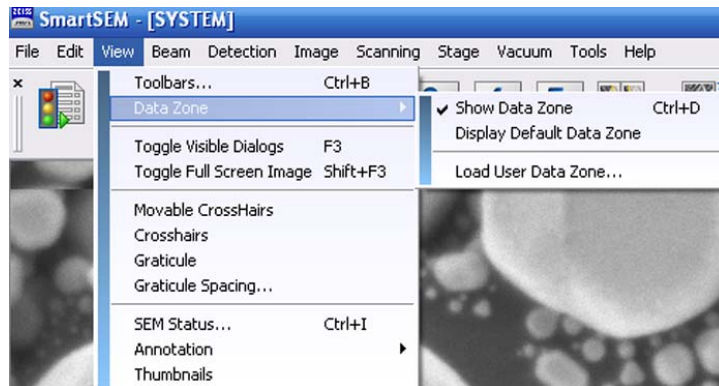 ZEISS SmartSEM - [SYSTEM]
File Edit View Beam Detection Image Scanning Stage Vacuum Tools Help
Toolbars... Ctrl+B
Data Zone
Show Data Zone Ctrl+D
Display Default Data Zone
Load User Data Zone...
Toggle Visible Dialogs F3
Toggle Full Screen Image Shift+F3
Movable CrossHairs
Crosshairs
Graticule
Graticule Spacing...
SEM Status... Ctrl+I
Annotation
Thumbnails